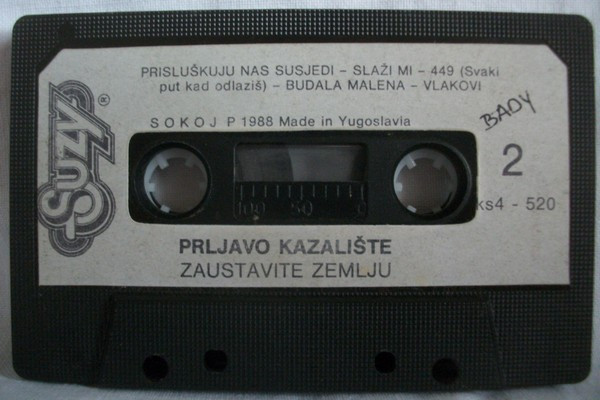 PRISLUŠKUJU NAS SUSJEDI – SLAŽI MI – 449 (Svaki
put kad odlaziš) – BUDALA MALENA – VLAKOVI
SOKOJ P 1988 Made in Yugoslavia
BADY
SUZY ®
2
ks4 - 520
100 50 0
PRLJAVO KAZALIŠTE
ZAUSTAVITE ZEMLJU